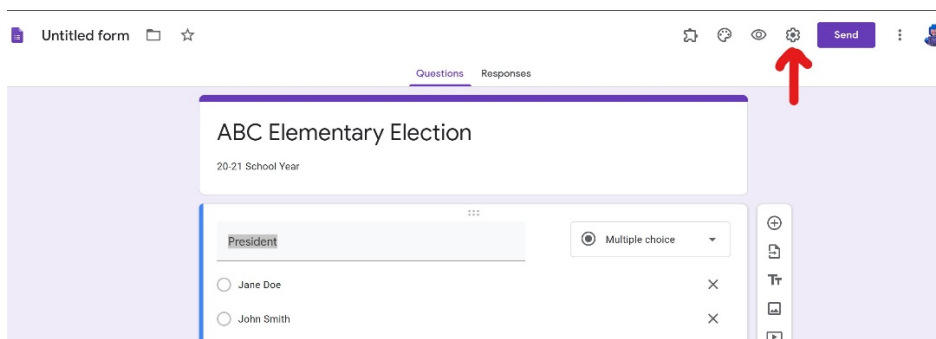 Untitled form
Send
Questions Responses
ABC Elementary Election
20-21 School Year
President
Multiple choice
Jane Doe
Tт
John Smith